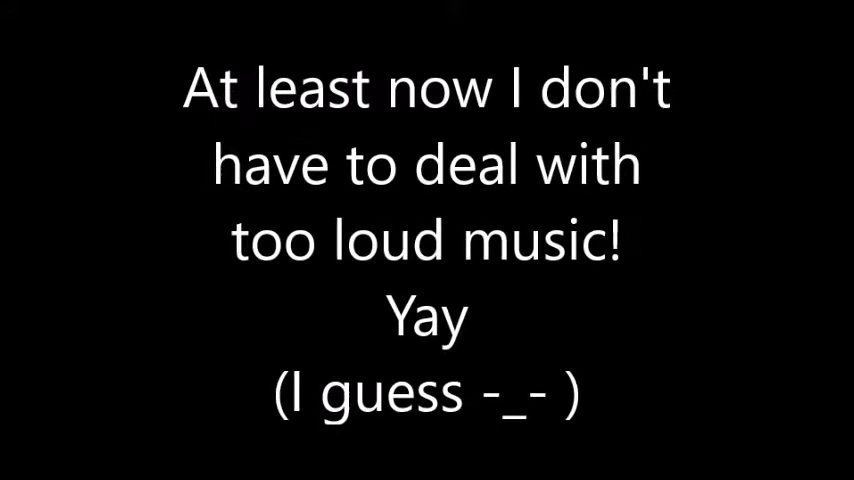 At least now I don't
have to deal with
too loud music!
Yay
(I guess -_- )